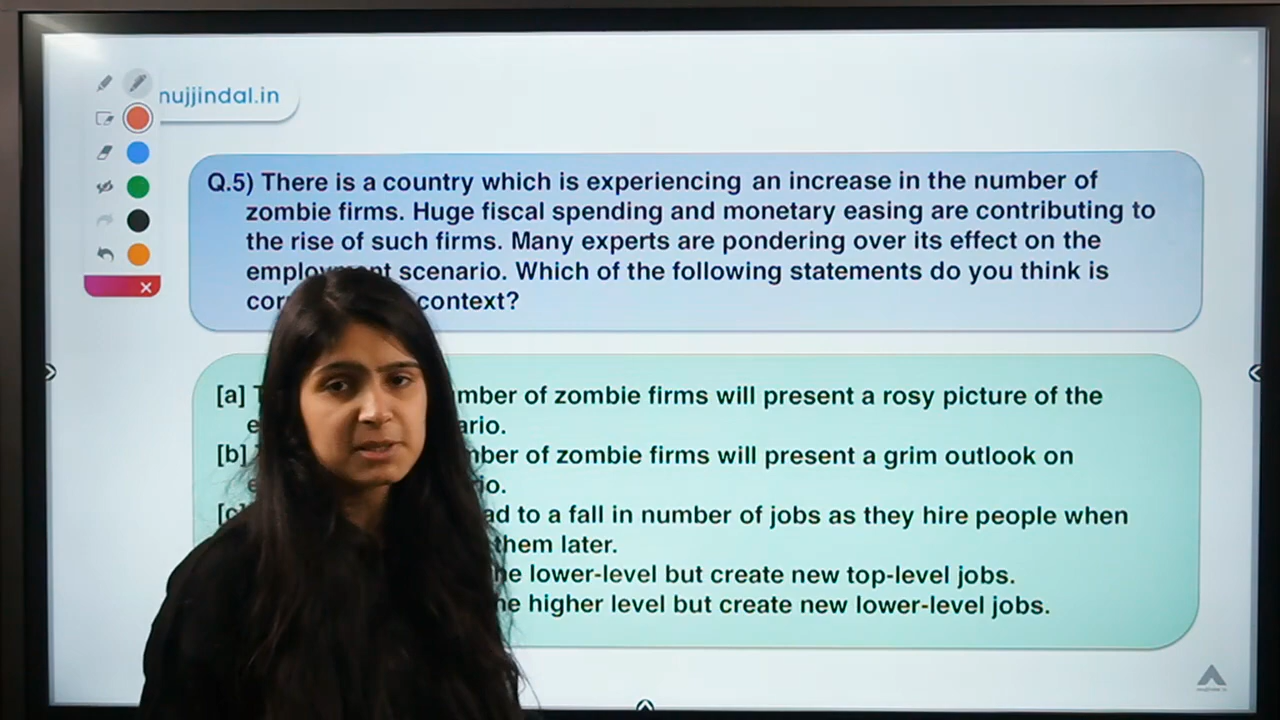 nujjindal.in
Q.5) There is a country which is experiencing an increase in the number of
zombie firms. Huge fiscal spending and monetary easing are contributing to
the rise of such firms. Many experts are pondering over its effect on the
scenario. Which of the following statements do you think is
context?
[a] mber of zombie firms will present a rosy picture of the
ario.
[b] nber of zombie firms will present a grim outlook on
io.
[c] ad to a fall in number of jobs as they hire people when
them later.
he lower-level but create new top-level jobs.
he higher level but create new lower-level jobs.